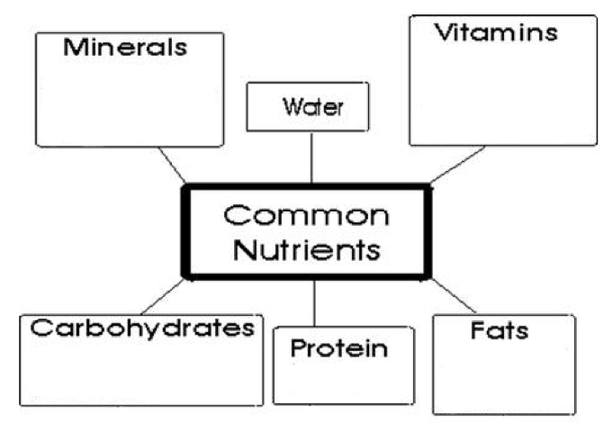 Minerals
Water
Vitamins
Common
Nutrients
Carbohydrates
Protein
Fats